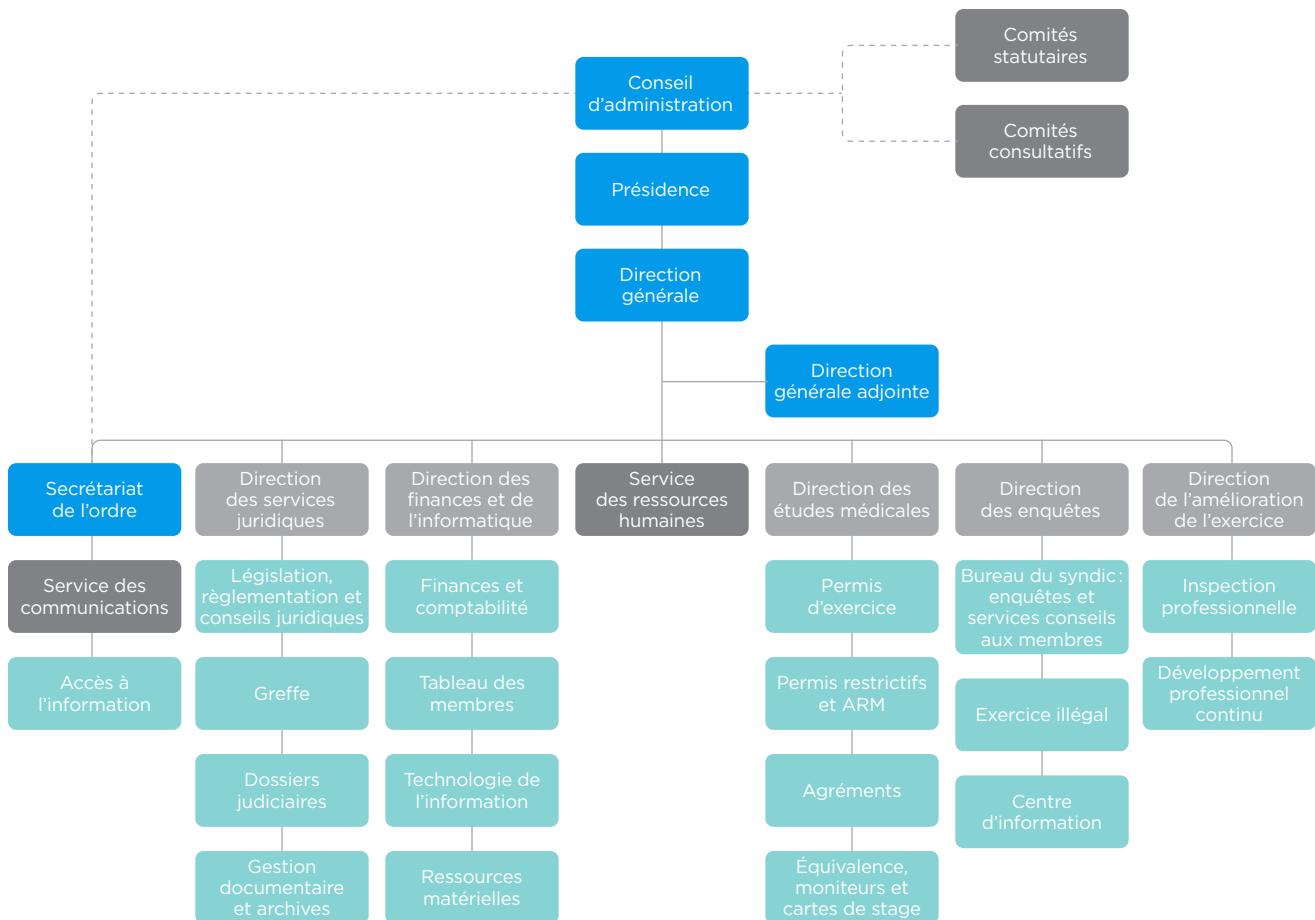 Comités
statutaires
Conseil
d’administration
Comités
consultatifs
Présidence
Direction
générale
Direction
générale adjointe
Secrétariat
de l’ordre
Direction
des services
juridiques
Direction des
finances et de
l’informatique
Service
des ressources
humaines
Direction des
études médicales
Direction
des enquêtes
Direction
de l’amélioration
de l’exercice
Service des
communications
Législation,
règlementation et
conseils juridiques
Finances et
comptabilité
Permis
d’exercice
Bureau du syndic :
enquêtes et
services conseils
aux membres
Inspection
professionnelle
Accès à
l’information
Greffe
Tableau des
membres
Permis restrictifs
et ARM
Exercice illégal
Développement
professionnel
continu
Dossiers
judiciaires
Technologie de
l’information
Agréments
Centre
d’information
Gestion
documentaire
et archives
Ressources
matérielles
Équivalence,
moniteurs et
cartes de stage